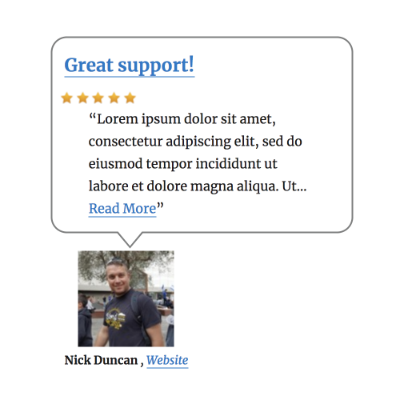 Great support!
“Lorem ipsum dolor sit amet,
consectetur adipiscing elit, sed do
eiusmod tempor incididunt ut
labore et dolore magna aliqua. Ut...
Read More”
Nick Duncan , Website